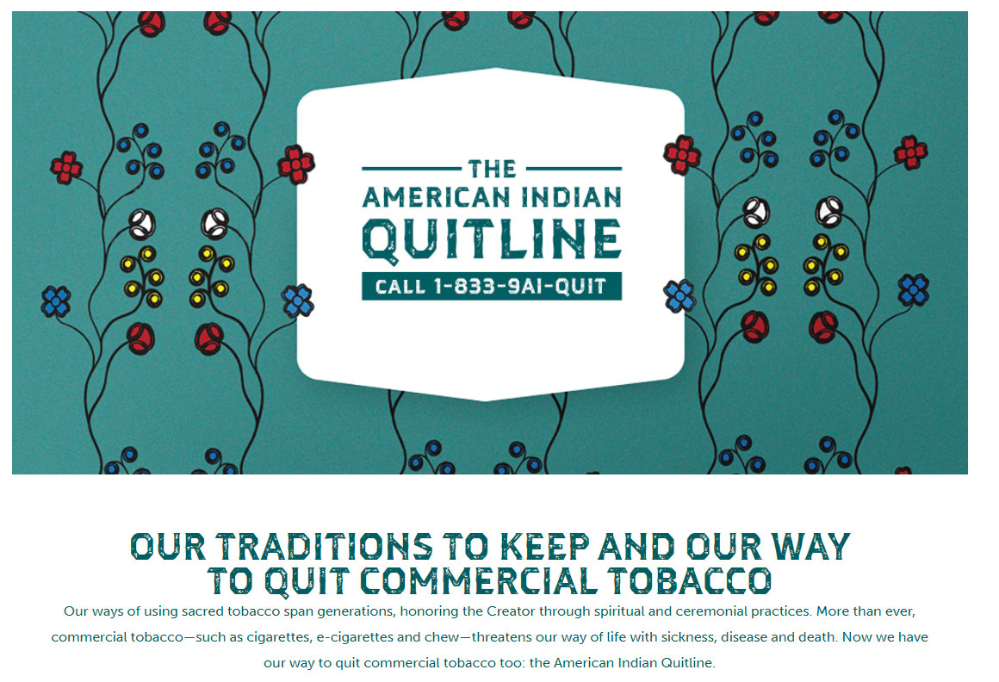 THE
AMERICAN INDIAN
QUITLINE
CALL 1-833-9AI-QUIT
OUR TRADITIONS TO KEEP AND OUR WAY
TO QUIT COMMERCIAL TOBACCO
Our ways of using sacred tobacco span generations, honoring the Creator through spiritual and ceremonial practices. More than ever,
commercial tobacco—such as cigarettes, e-cigarettes and chew—threatens our way of life with sickness, disease and death. Now we have
our way to quit commercial tobacco too: the American Indian Quitline.